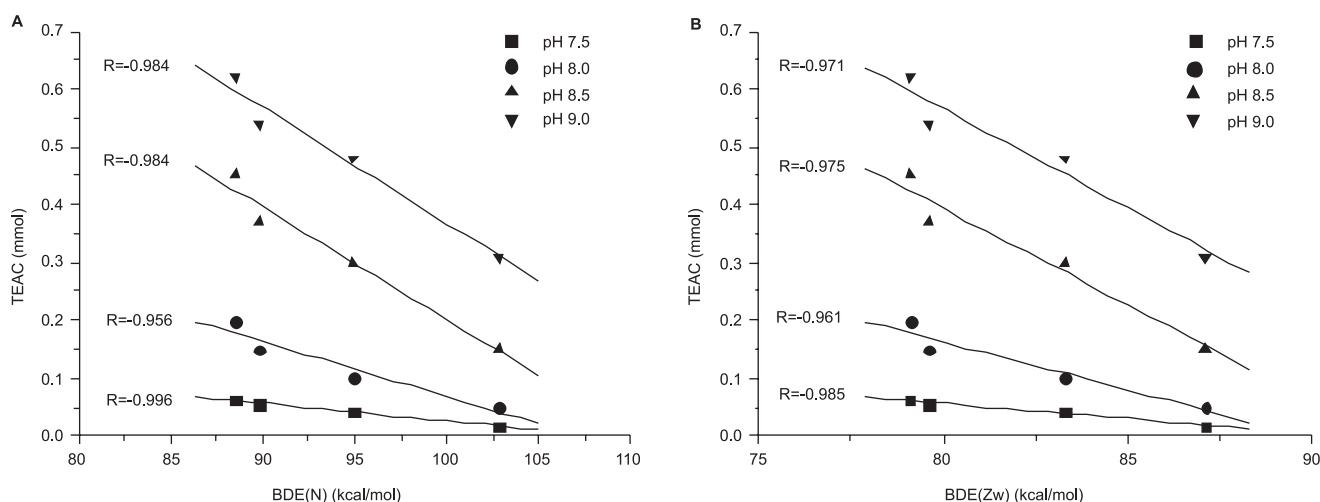 A
0.7
0.6
0.5
0.4
0.3
0.2
0.1
0.0
TEAC (mmol)
R=-0.984
R=-0.984
R=-0.956
R=-0.996
pH 7.5
pH 8.0
pH 8.5
pH 9.0
80 85 90 95 100 105 110
BDE(N) (kcal/mol)
B
0.7
0.6
0.5
0.4
0.3
0.2
0.1
0.0
TEAC (mmol)
R=-0.971
R=-0.975
R=-0.961
R=-0.985
pH 7.5
pH 8.0
pH 8.5
pH 9.0
75 80 85 90
BDE(Zw) (kcal/mol)